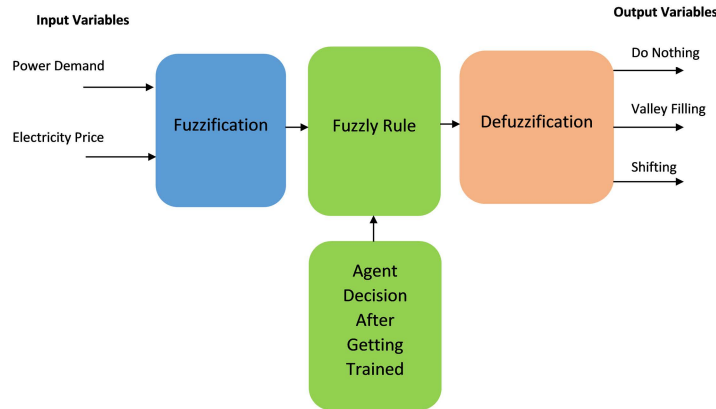 Input Variables
Output Variables
Power Demand
Electricity Price
Fuzzification
Fuzzly Rule
Defuzzification
Do Nothing
Valley Filling
Shifting
Agent
Decision
After
Getting
Trained